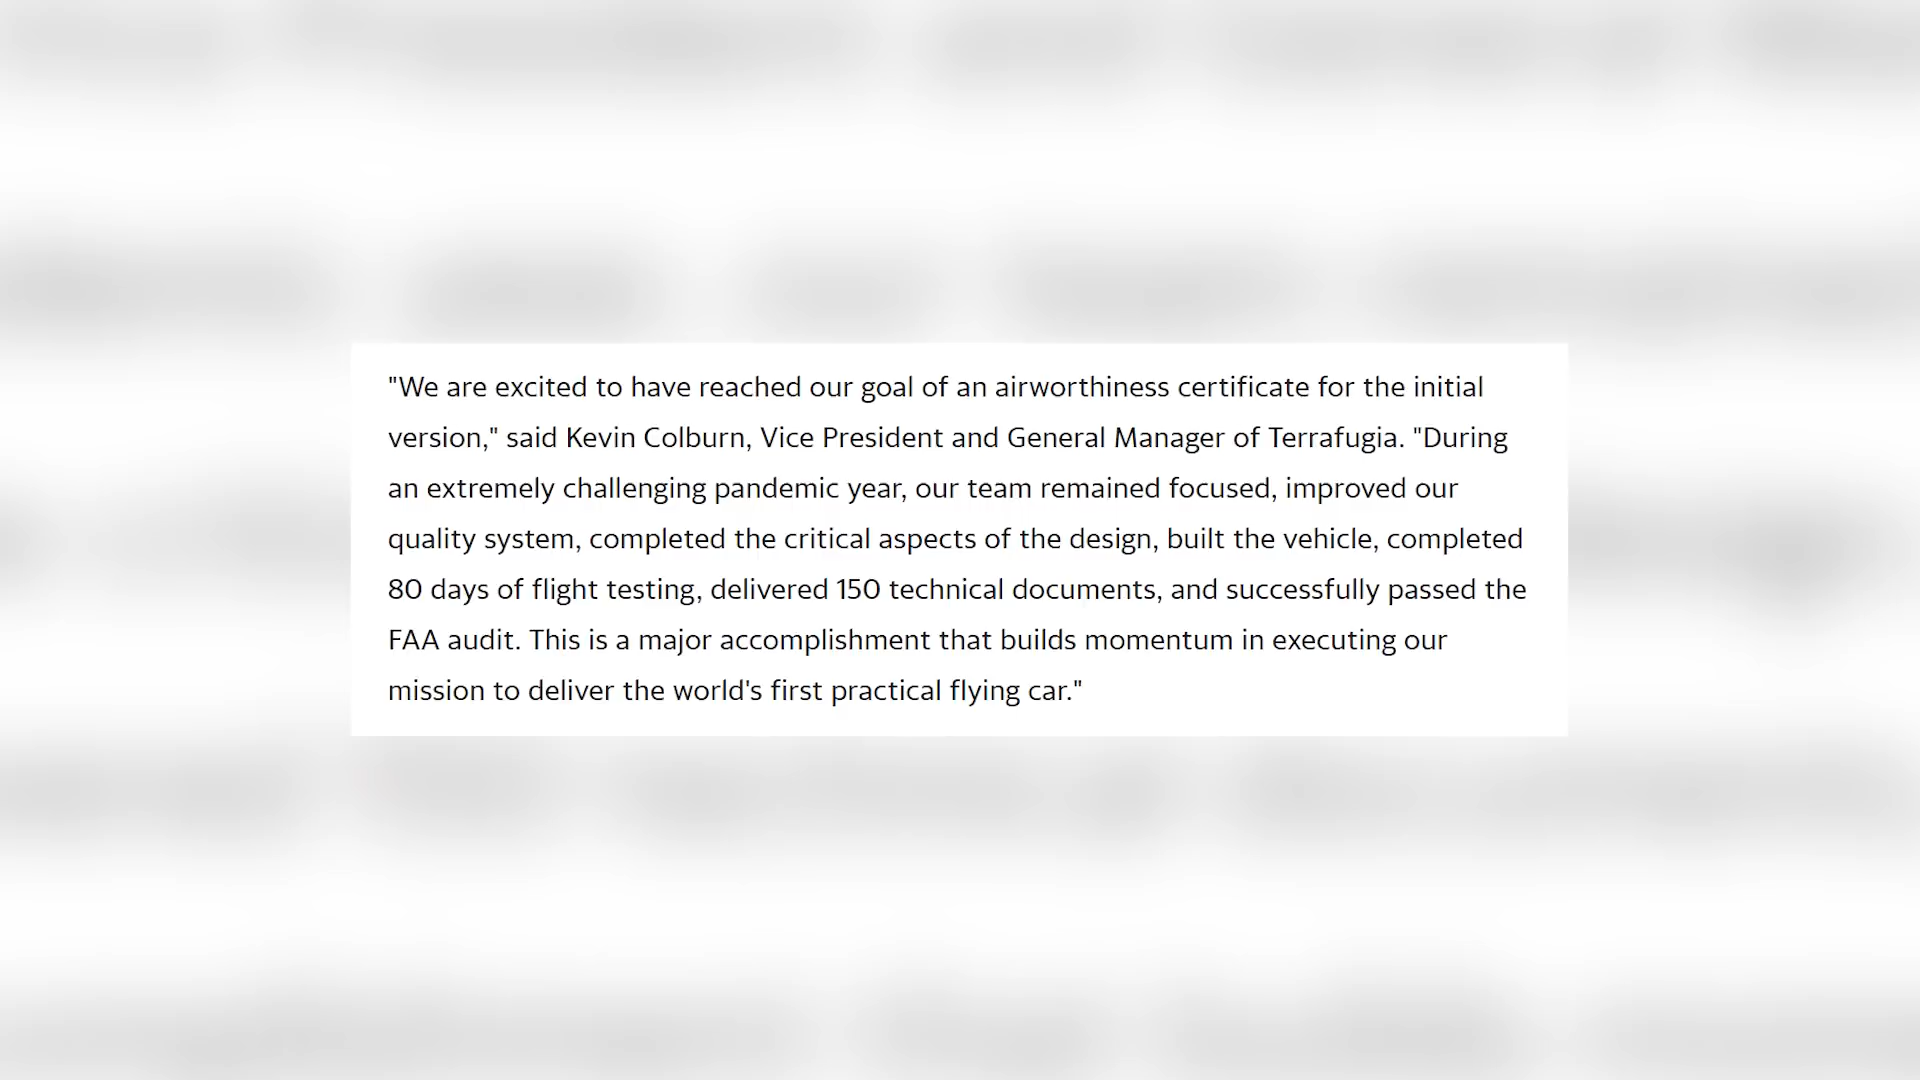 "We are excited to have reached our goal of an airworthiness certificate for the initial
version," said Kevin Colburn, Vice President and General Manager of Terrafugia. "During
an extremely challenging pandemic year, our team remained focused, improved our
quality system, completed the critical aspects of the design, built the vehicle, completed
80 days of flight testing, delivered 150 technical documents, and successfully passed the
FAA audit. This is a major accomplishment that builds momentum in executing our
mission to deliver the world's first practical flying car."